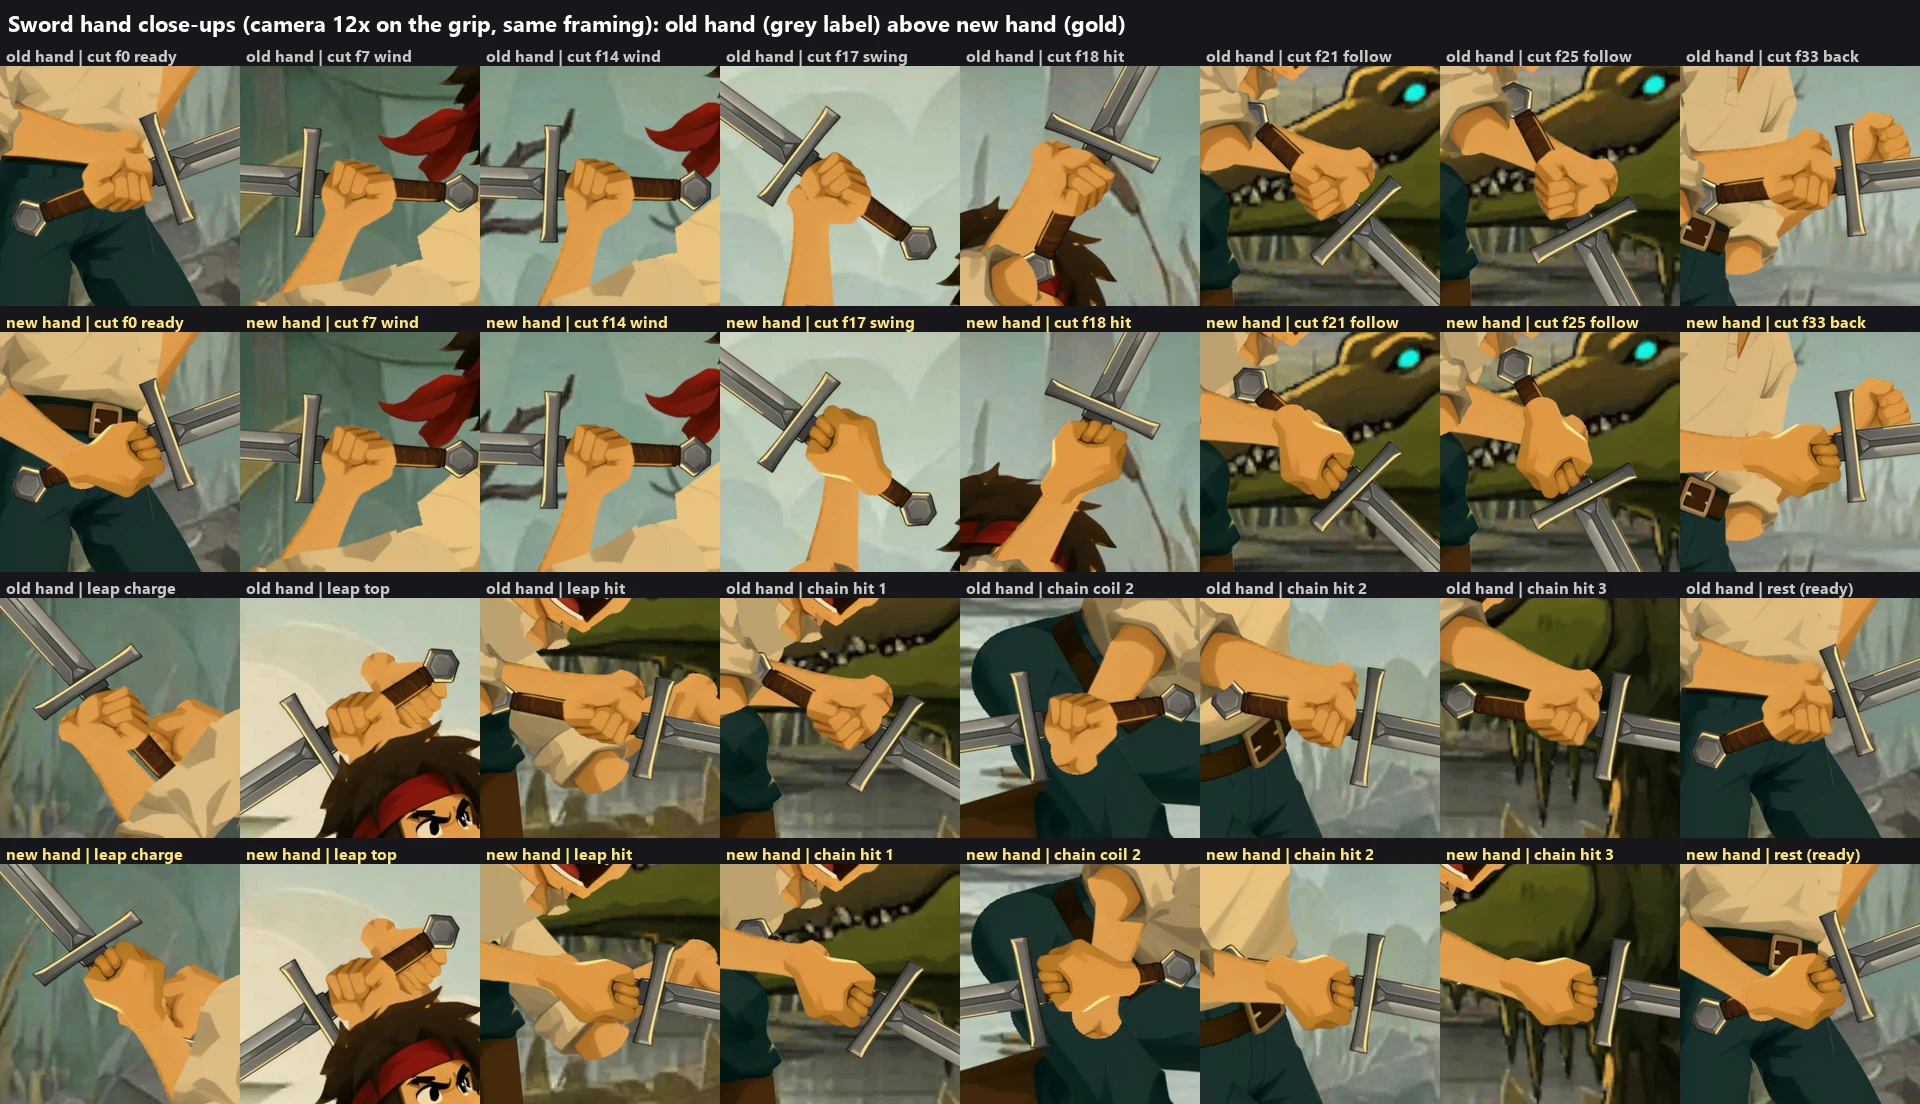 Sword hand close-ups (camera 12x on the grip, same framing): old hand (grey label) above new hand (gold)
old hand | cut f0 ready
old hand | cut f7 wind
old hand | cut f14 wind
old hand | cut f17 swing
old hand | cut f18 hit
old hand | cut f21 follow
old hand | cut f25 follow
old hand | cut f33 back
new hand | cut f0 ready
new hand | cut f7 wind
new hand | cut f14 wind
new hand | cut f17 swing
new hand | cut f18 hit
new hand | cut f21 follow
new hand | cut f25 follow
new hand | cut f33 back
old hand | leap charge
old hand | leap top
old hand | leap hit
old hand | chain hit 1
old hand | chain coil 2
old hand | chain hit 2
old hand | chain hit 3
old hand | rest (ready)
new hand | leap charge
new hand | leap top
new hand | leap hit
new hand | chain hit 1
new hand | chain coil 2
new hand | chain hit 2
new hand | chain hit 3
new hand | rest (ready)